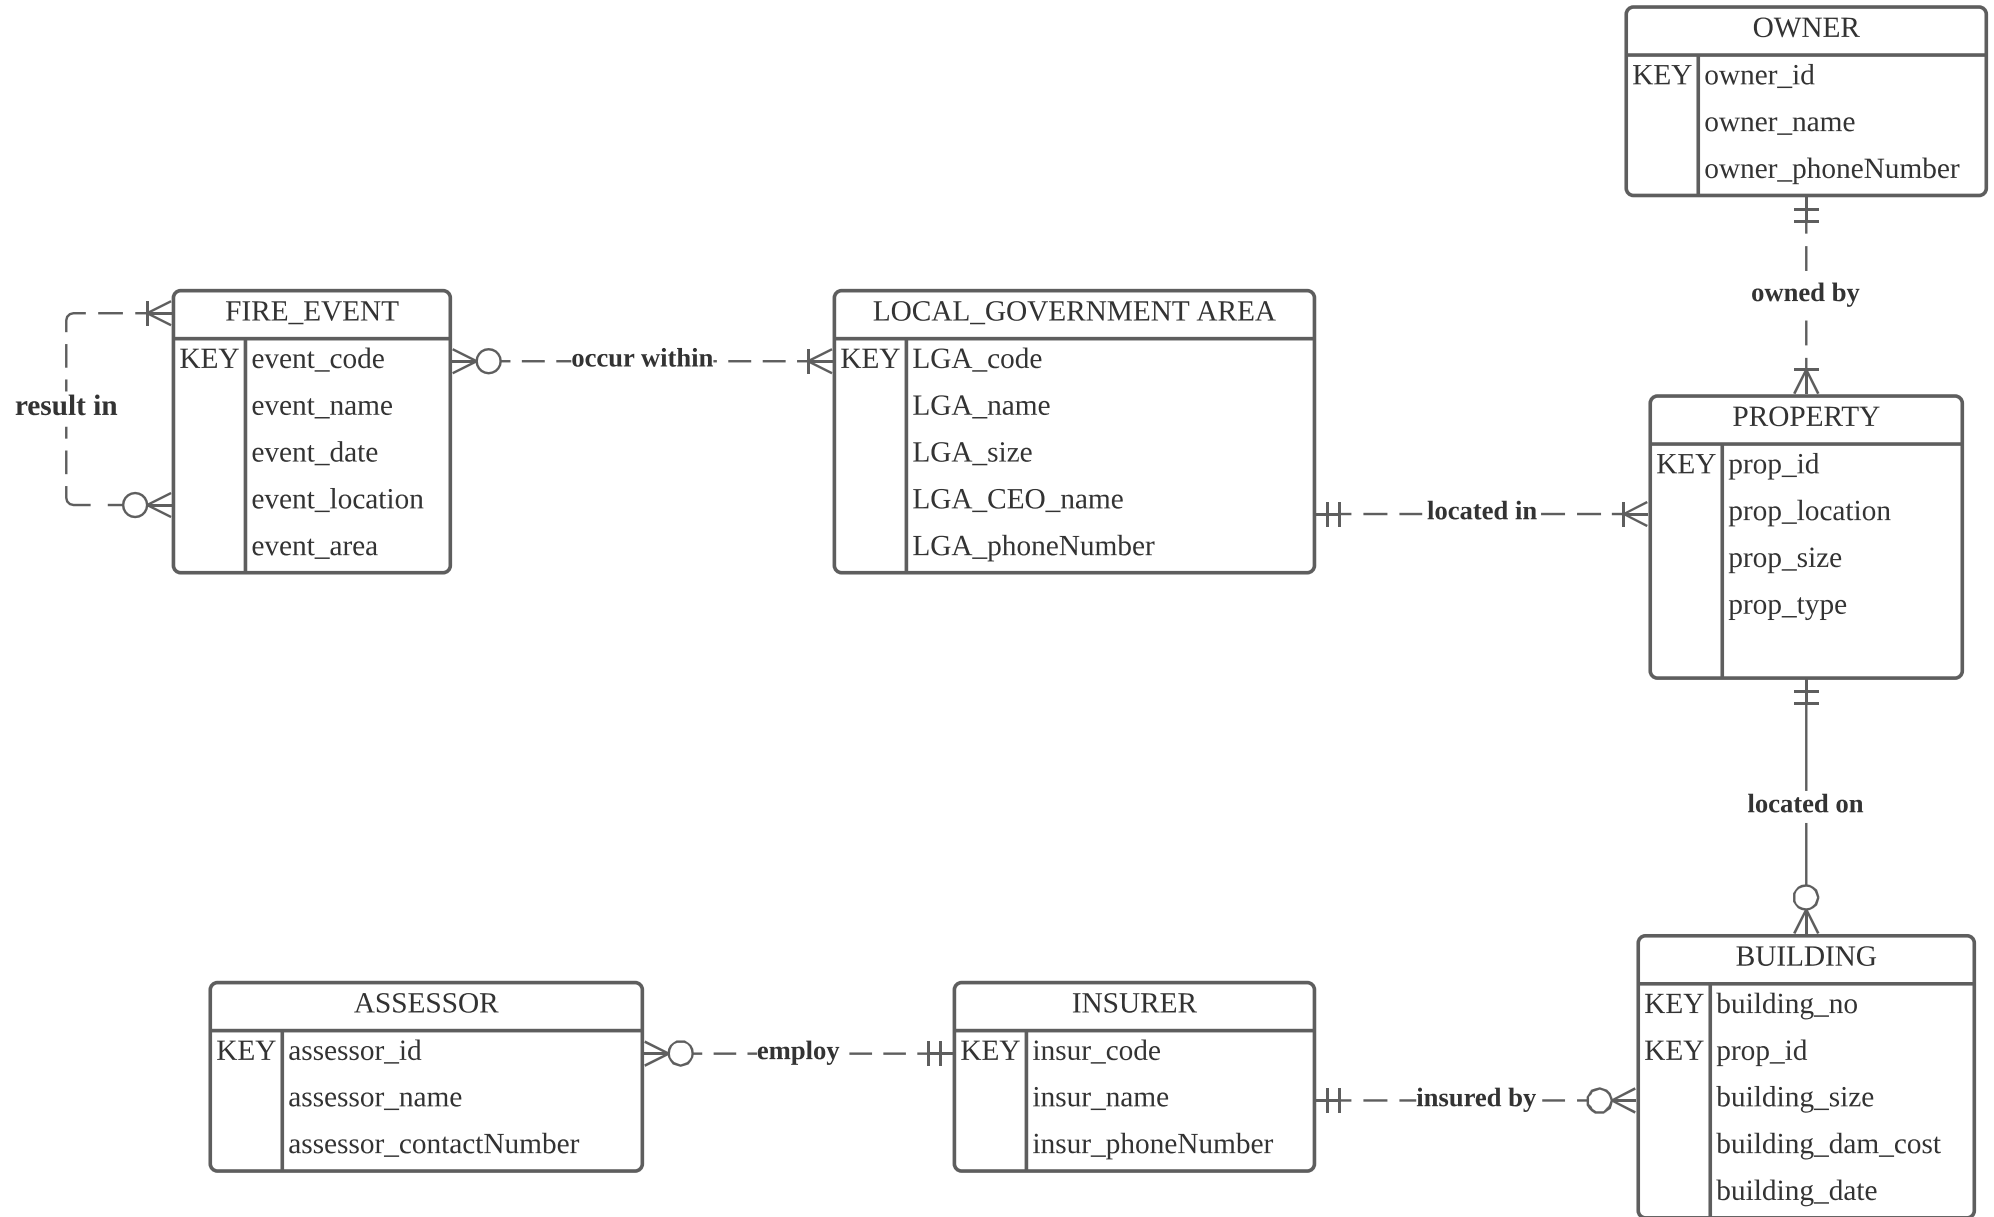 OWNER
KEY owner_id
owner_name
owner_phoneNumber
owned by
FIRE_EVENT
KEY event_code
event_name
event_date
event_location
event_area
result in
occur within
LOCAL_GOVERNMENT AREA
KEY LGA_code
LGA_name
LGA_size
LGA_CEO_name
LGA_phoneNumber
located in
PROPERTY
KEY prop_id
prop_location
prop_size
prop_type
located on
ASSESSOR
KEY assessor_id
assessor_name
assessor_contactNumber
employ
INSURER
KEY insur_code
insur_name
insur_phoneNumber
insured by
BUILDING
KEY building_no
KEY prop_id
building_size
building_dam_cost
building_date